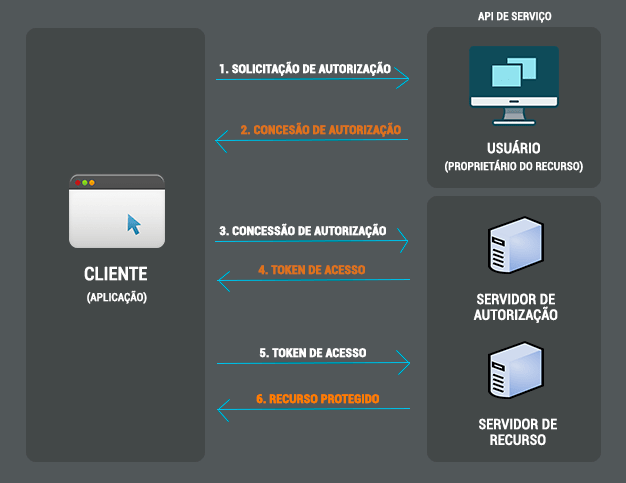 API DE SERVIÇO
1. SOLICITAÇÃO DE AUTORIZAÇÃO
2. CONCESÃO DE AUTORIZAÇÃO
USUÁRIO
(PROPRIETÁRIO DO RECURSO)
3. CONCESSÃO DE AUTORIZAÇÃO
CLIENTE
(APLICAÇÃO)
4. TOKEN DE ACESSO
SERVIDOR DE
AUTORIZAÇÃO
5. TOKEN DE ACESSO
6. RECURSO PROTEGIDO
SERVIDOR DE
RECURSO